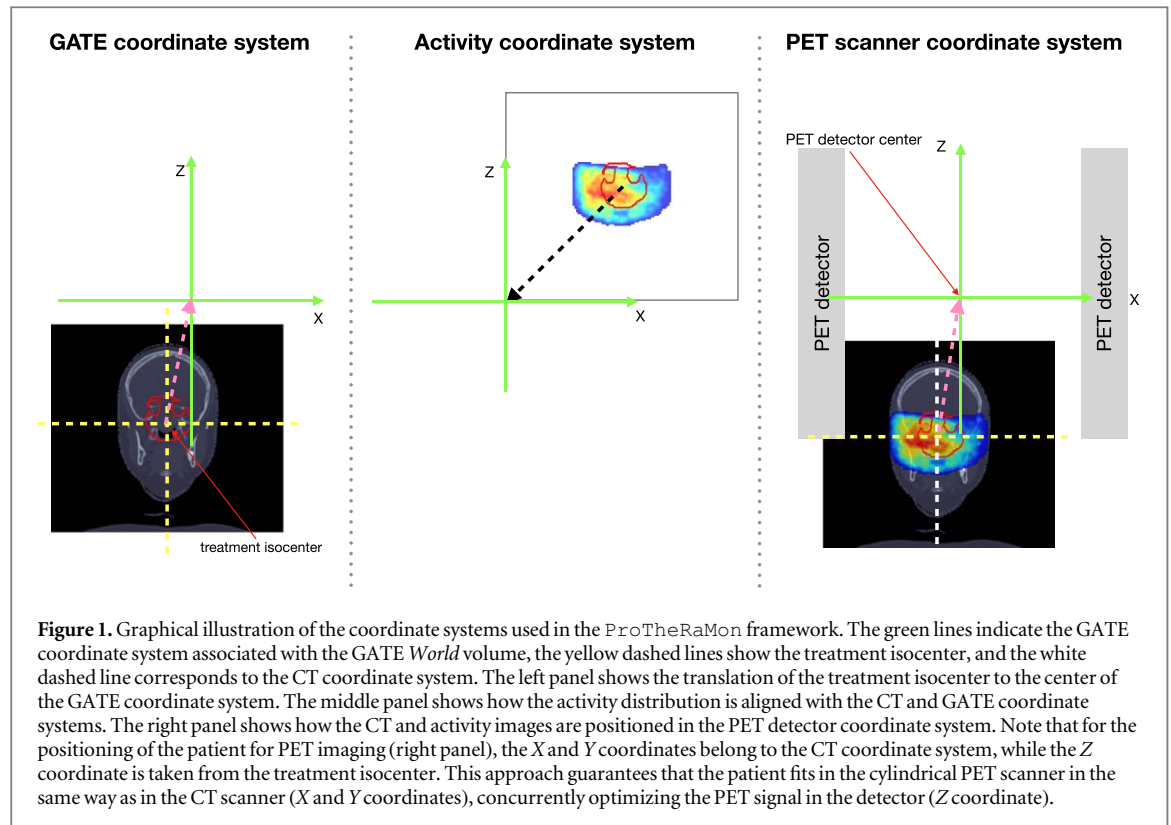 GATE coordinate system
Activity coordinate system
PET scanner coordinate system
Z
X
treatment isocenter
Z
X
PET detector center
Z
PET detector
PET detector
X
Figure 1. Graphical illustration of the coordinate systems used in the ProTheRaMon framework. The green lines indicate the GATE
coordinate system associated with the GATE World volume, the yellow dashed lines show the treatment isocenter, and the white
dashed line corresponds to the CT coordinate system. The left panel shows the translation of the treatment isocenter to the center of
the GATE coordinate system. The middle panel shows how the activity distribution is aligned with the CT and GATE coordinate
systems. The right panel shows how the CT and activity images are positioned in the PET detector coordinate system. Note that for the
positioning of the patient for PET imaging (right panel), the X and Y coordinates belong to the CT coordinate system, while the Z
coordinate is taken from the treatment isocenter. This approach guarantees that the patient fits in the cylindrical PET scanner in the
same way as in the CT scanner (X and Y coordinates), concurrently optimizing the PET signal in the detector (Z coordinate).